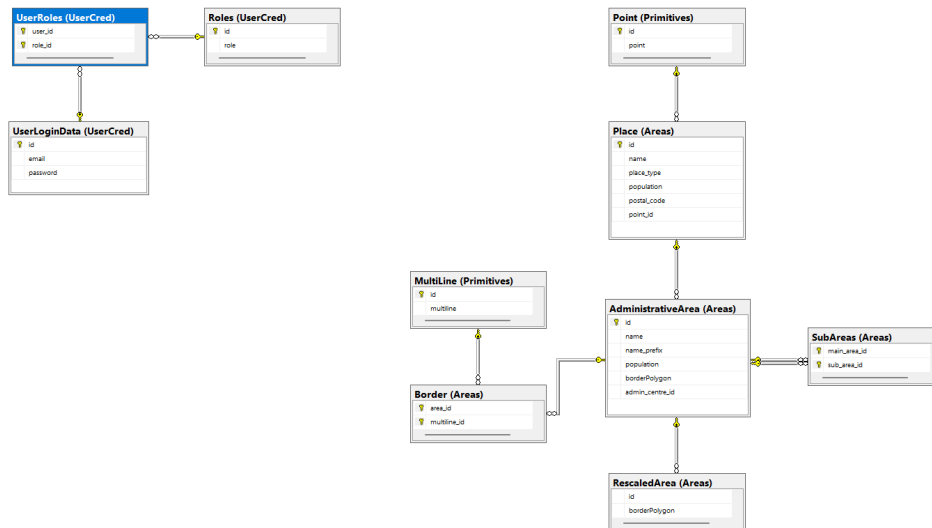 UserRoles (UserCred)
user_id
role_id
Roles (UserCred)
id
role
UserLoginData (UserCred)
id
email
password
Point (Primitives)
id
point
Place (Areas)
id
name
place_type
population
postal_code
point_id
MultiLine (Primitives)
id
multiline
Border (Areas)
area_id
multiline_id
AdministrativeArea (Areas)
id
name
name_prefix
population
borderPolygon
admin_centre_id
SubAreas (Areas)
main_area_id
sub_area_id
RescaledArea (Areas)
id
borderPolygon